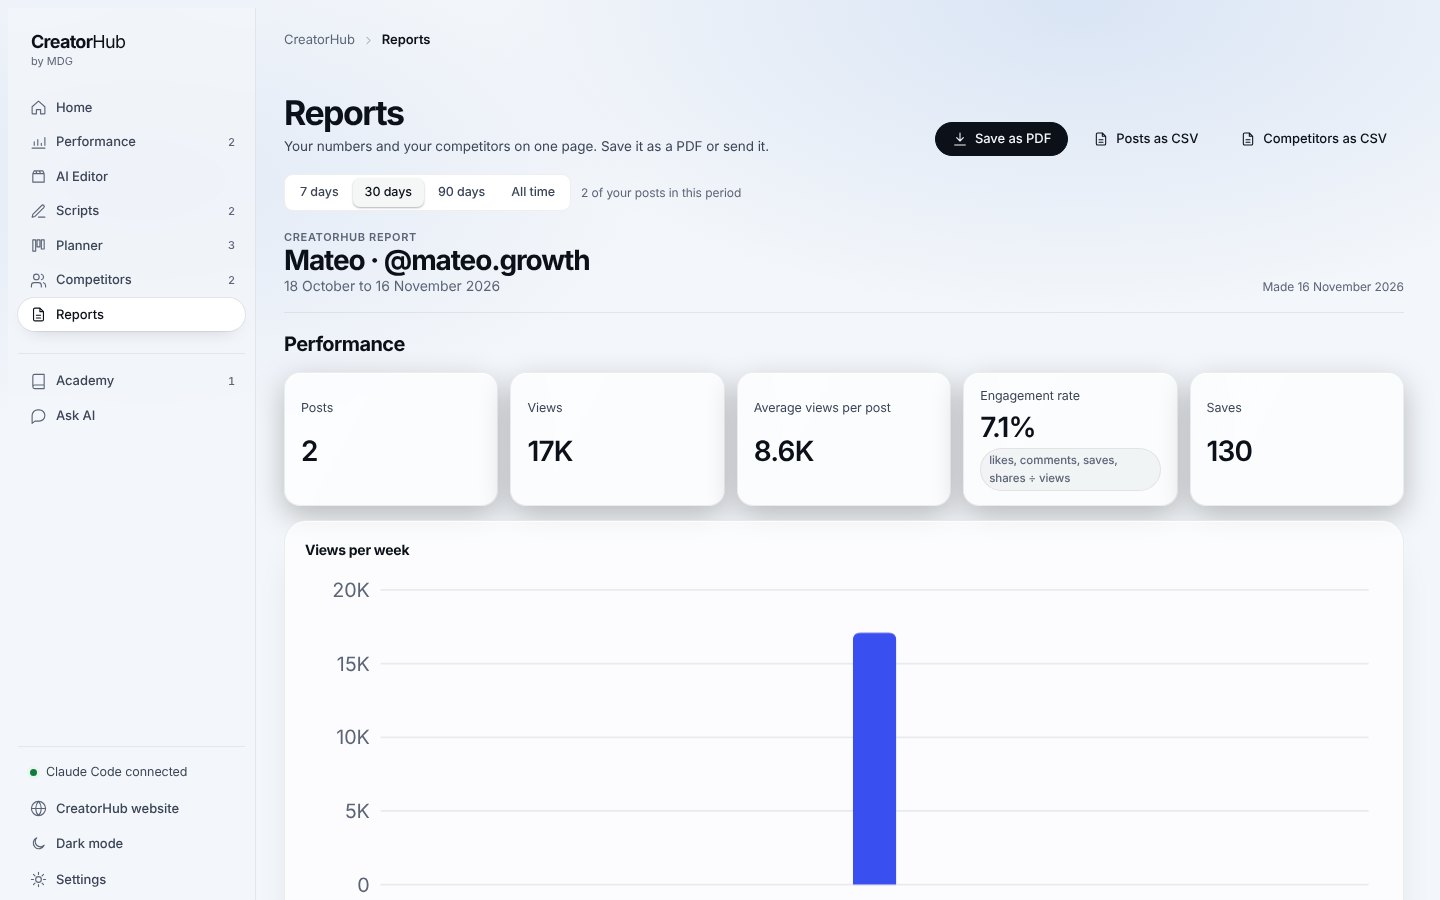 CreatorHub
by MDG
Home
Performance 2
AI Editor
Scripts 2
Planner 3
Competitors 2
Reports
Academy 1
Ask AI
Claude Code connected
CreatorHub website
Dark mode
Settings
CreatorHub > Reports
Reports
Your numbers and your competitors on one page. Save it as a PDF or send it.
Save as PDF
Posts as CSV
Competitors as CSV
7 days 30 days 90 days All time 2 of your posts in this period
CREATORHUB REPORT
Mateo · @mateo.growth
18 October to 16 November 2026
Made 16 November 2026
Performance
Posts
2
Views
17K
Average views per post
8.6K
Engagement rate
7.1%
likes, comments, saves,
shares ÷ views
Saves
130
Views per week
20K
15K
10K
5K
0